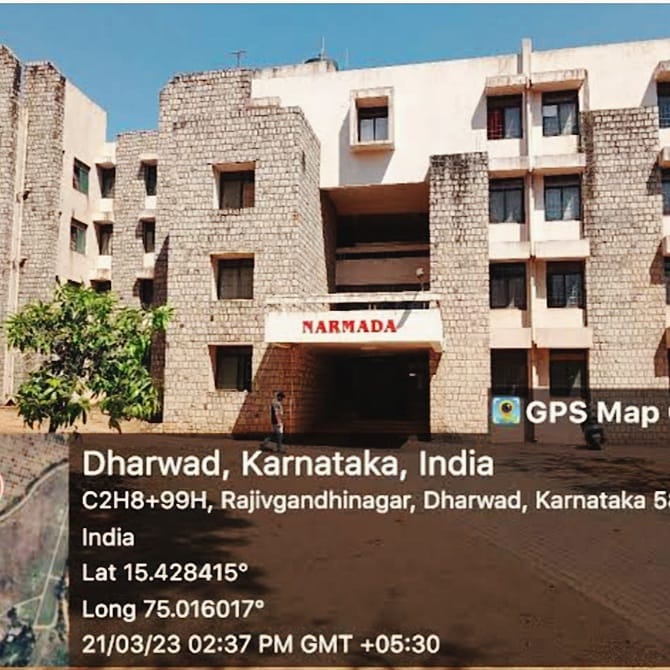 NARMADA
GPS Map
Dharwad, Karnataka, India
C2H8+99H, Rajivgandhinagar, Dharwad, Karnataka 58
India
Lat 15.428415°
Long 75.016017°
21/03/23 02:37 PM GMT +05:30